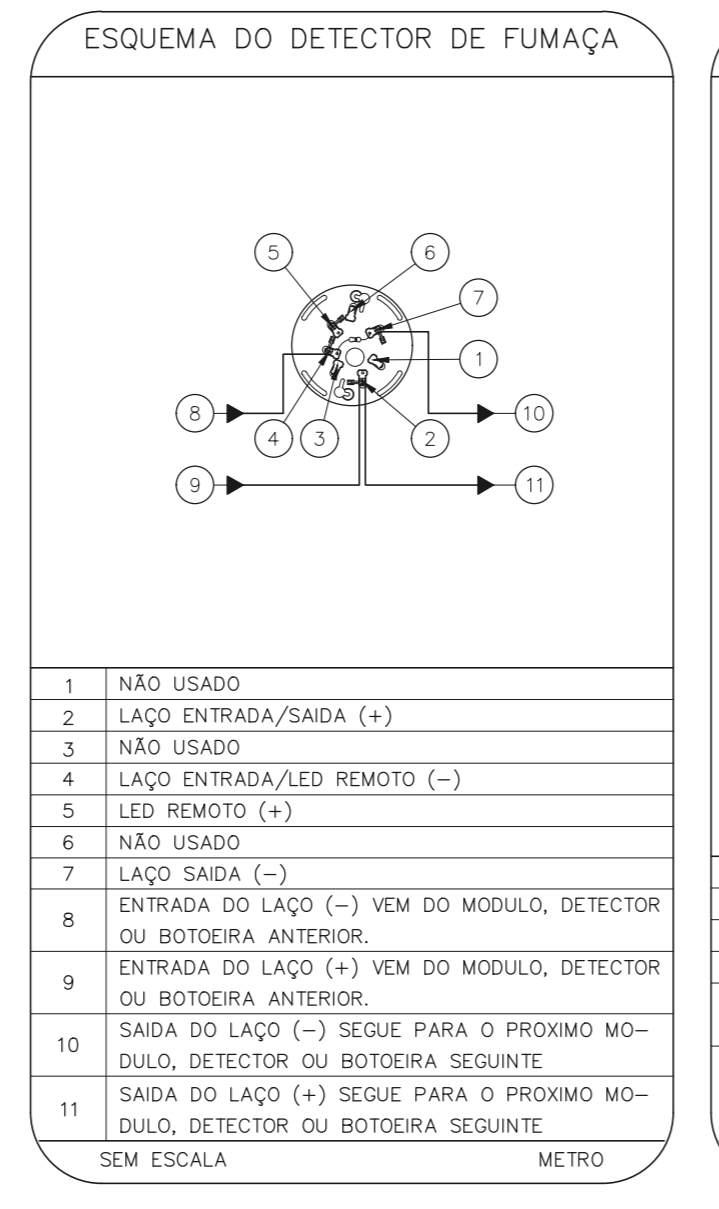 ESQUEMA DO DETECTOR DE FUMAÇA
5
6
7
1
8
10
4
3
2
9
11
1 NÃO USADO
2 LAÇO ENTRADA/SAIDA (+)
3 NÃO USADO
4 LAÇO ENTRADA/LED REMOTO (−)
5 LED REMOTO (+)
6 NÃO USADO
7 LAÇO SAIDA (−)
8 ENTRADA DO LAÇO (−) VEM DO MODULO, DETECTOR
OU BOTOEIRA ANTERIOR.
9 ENTRADA DO LAÇO (+) VEM DO MODULO, DETECTOR
OU BOTOEIRA ANTERIOR.
10 SAIDA DO LAÇO (−) SEGUE PARA O PROXIMO MO−
DULO, DETECTOR OU BOTOEIRA SEGUINTE
11 SAIDA DO LAÇO (+) SEGUE PARA O PROXIMO MO−
DULO, DETECTOR OU BOTOEIRA SEGUINTE
SEM ESCALA METRO